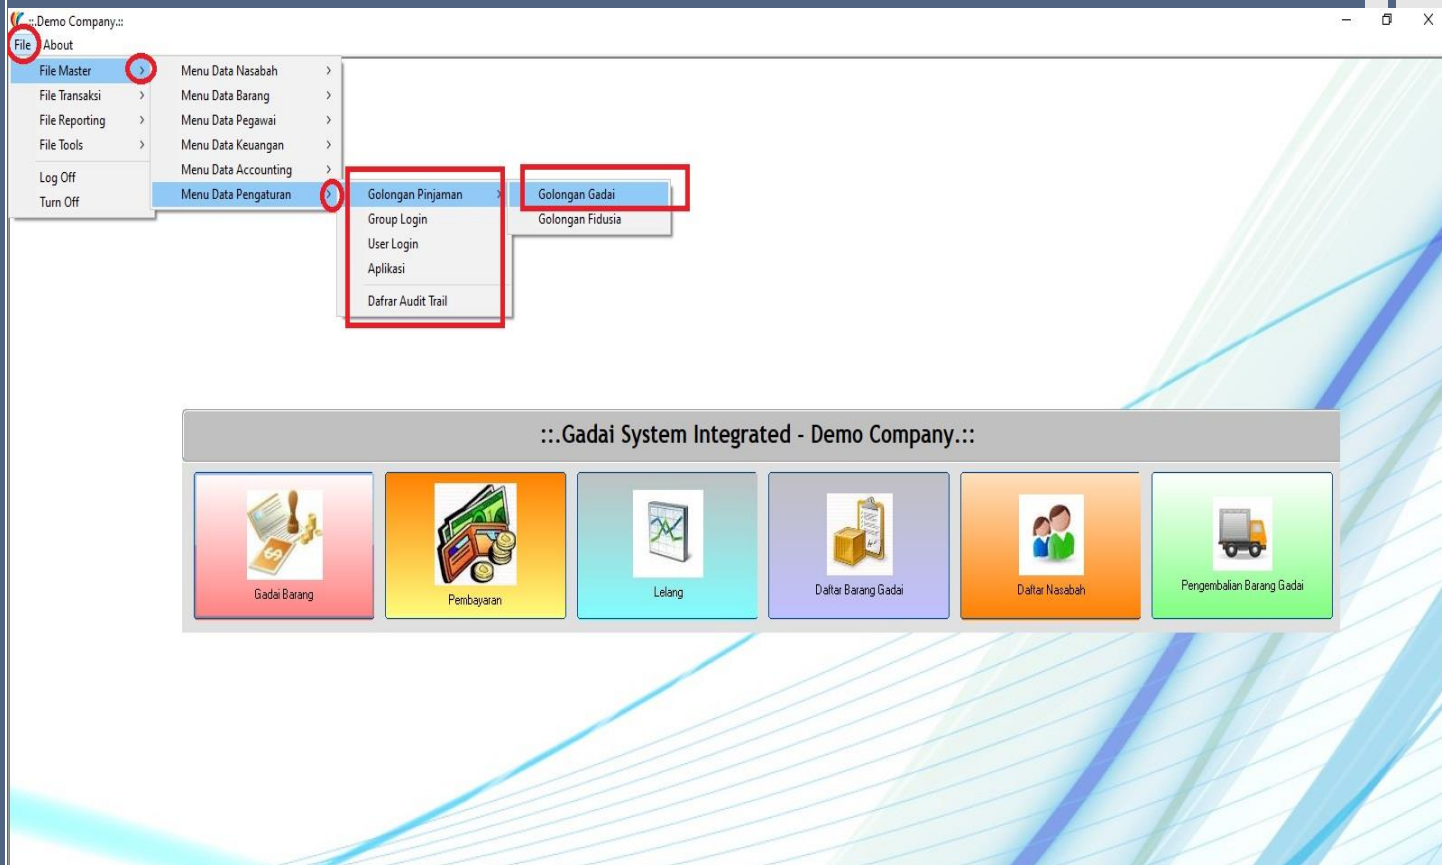 ::.Demo Company.::
File About
File Master
File Transaksi
File Reporting
File Tools
Log Off
Turn Off
Menu Data Nasabah
Menu Data Barang
Menu Data Pegawai
Menu Data Keuangan
Menu Data Accounting
Menu Data Pengaturan
Golongan Pinjaman
Group Login
User Login
Aplikasi
Dafrar Audit Trail
Golongan Gadai
Golongan Fidusia
::.Gadai System Integrated - Demo Company.::
Gadai Barang
Pembayaran
Lelang
Daftar Barang Gadai
Daftar Nasabah
Pengembalian Barang Gadai